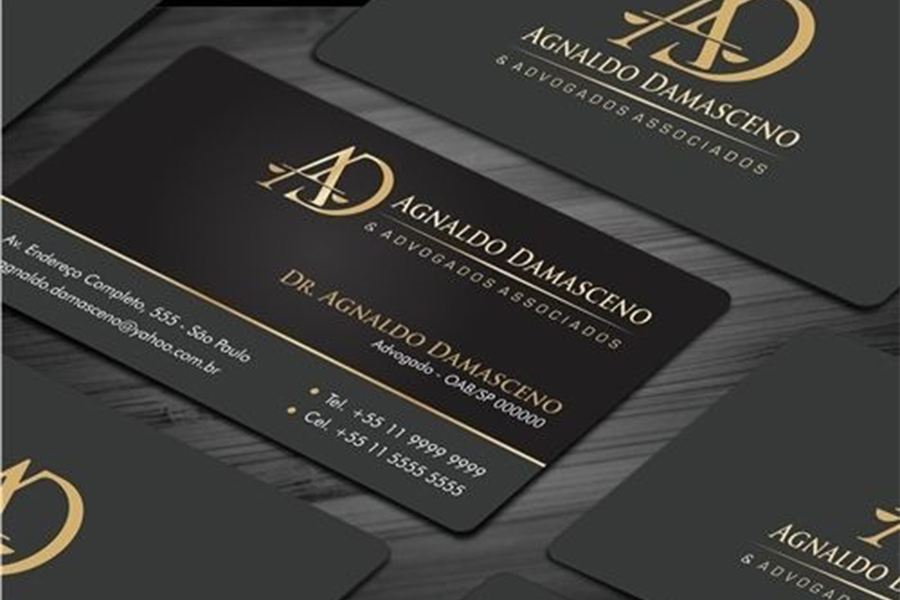 AGNALDO DAMASCENO
& ADVOGADOS ASSOCIADOS
AD
AGNALDO DAMASCENO
& ADVOGADOS ASSOCIADOS
DR. AGNALDO DAMASCENO
Advogado - OAB/SP 000000
Av. Endereço Completo, 555 - São Paulo
agnaldo.damasceno@yahoo.com.br
Tel. +55 11 9999 9999
Cel. +55 11 5555 5555
AGNALDO
& ADVOGAD